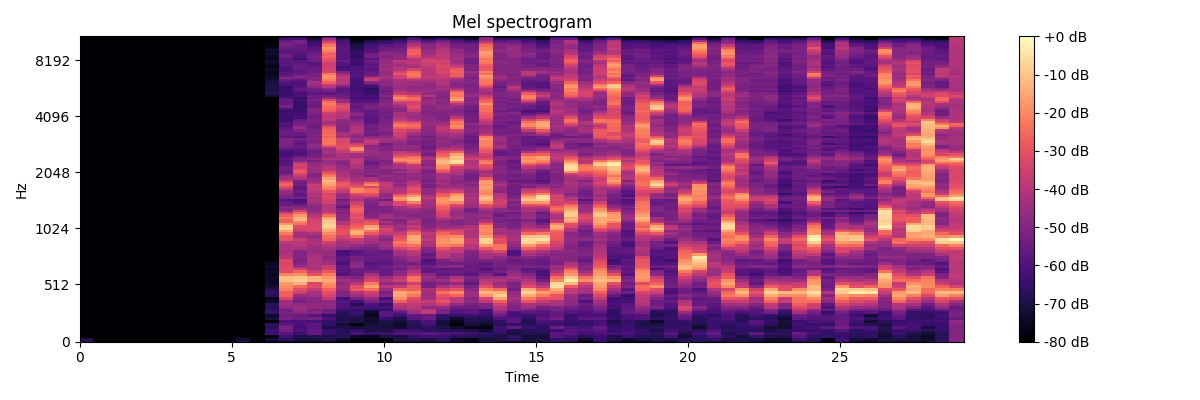 Mel spectrogram
8192
4096
2048
1024
512
0
Hz
0 5 10 15 20 25
Time
+0 dB
-10 dB
-20 dB
-30 dB
-40 dB
-50 dB
-60 dB
-70 dB
-80 dB